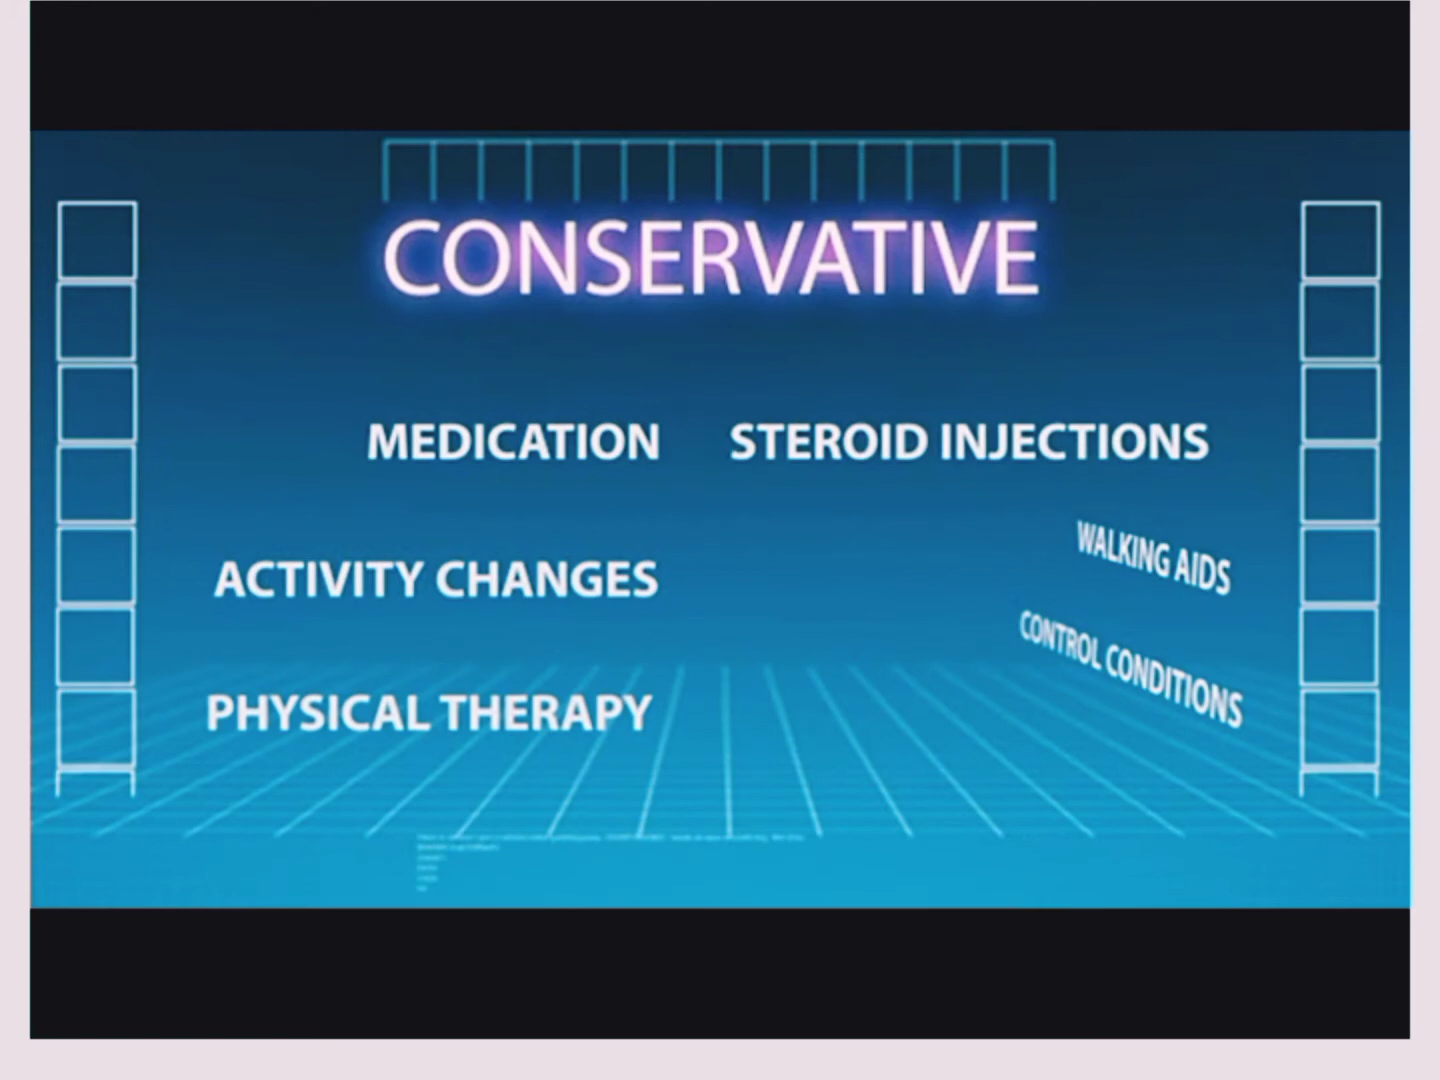 CONSERVATIVE
MEDICATION
STEROID INJECTIONS
ACTIVITY CHANGES
WALKING AIDS
CONTROL CONDITIONS
PHYSICAL THERAPY